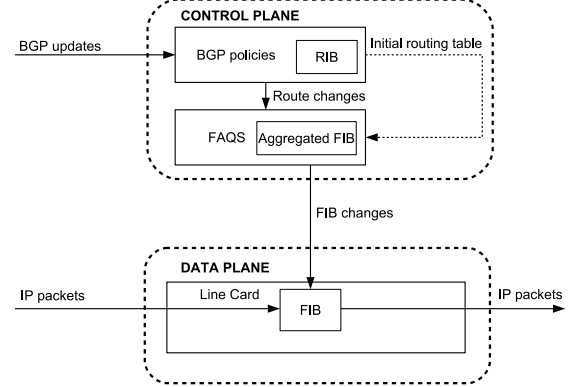 CONTROL PLANE
BGP updates
BGP policies
RIB
Initial routing table
Route changes
FAQS
Aggregated FIB
FIB changes
DATA PLANE
IP packets
Line Card
FIB
IP packets